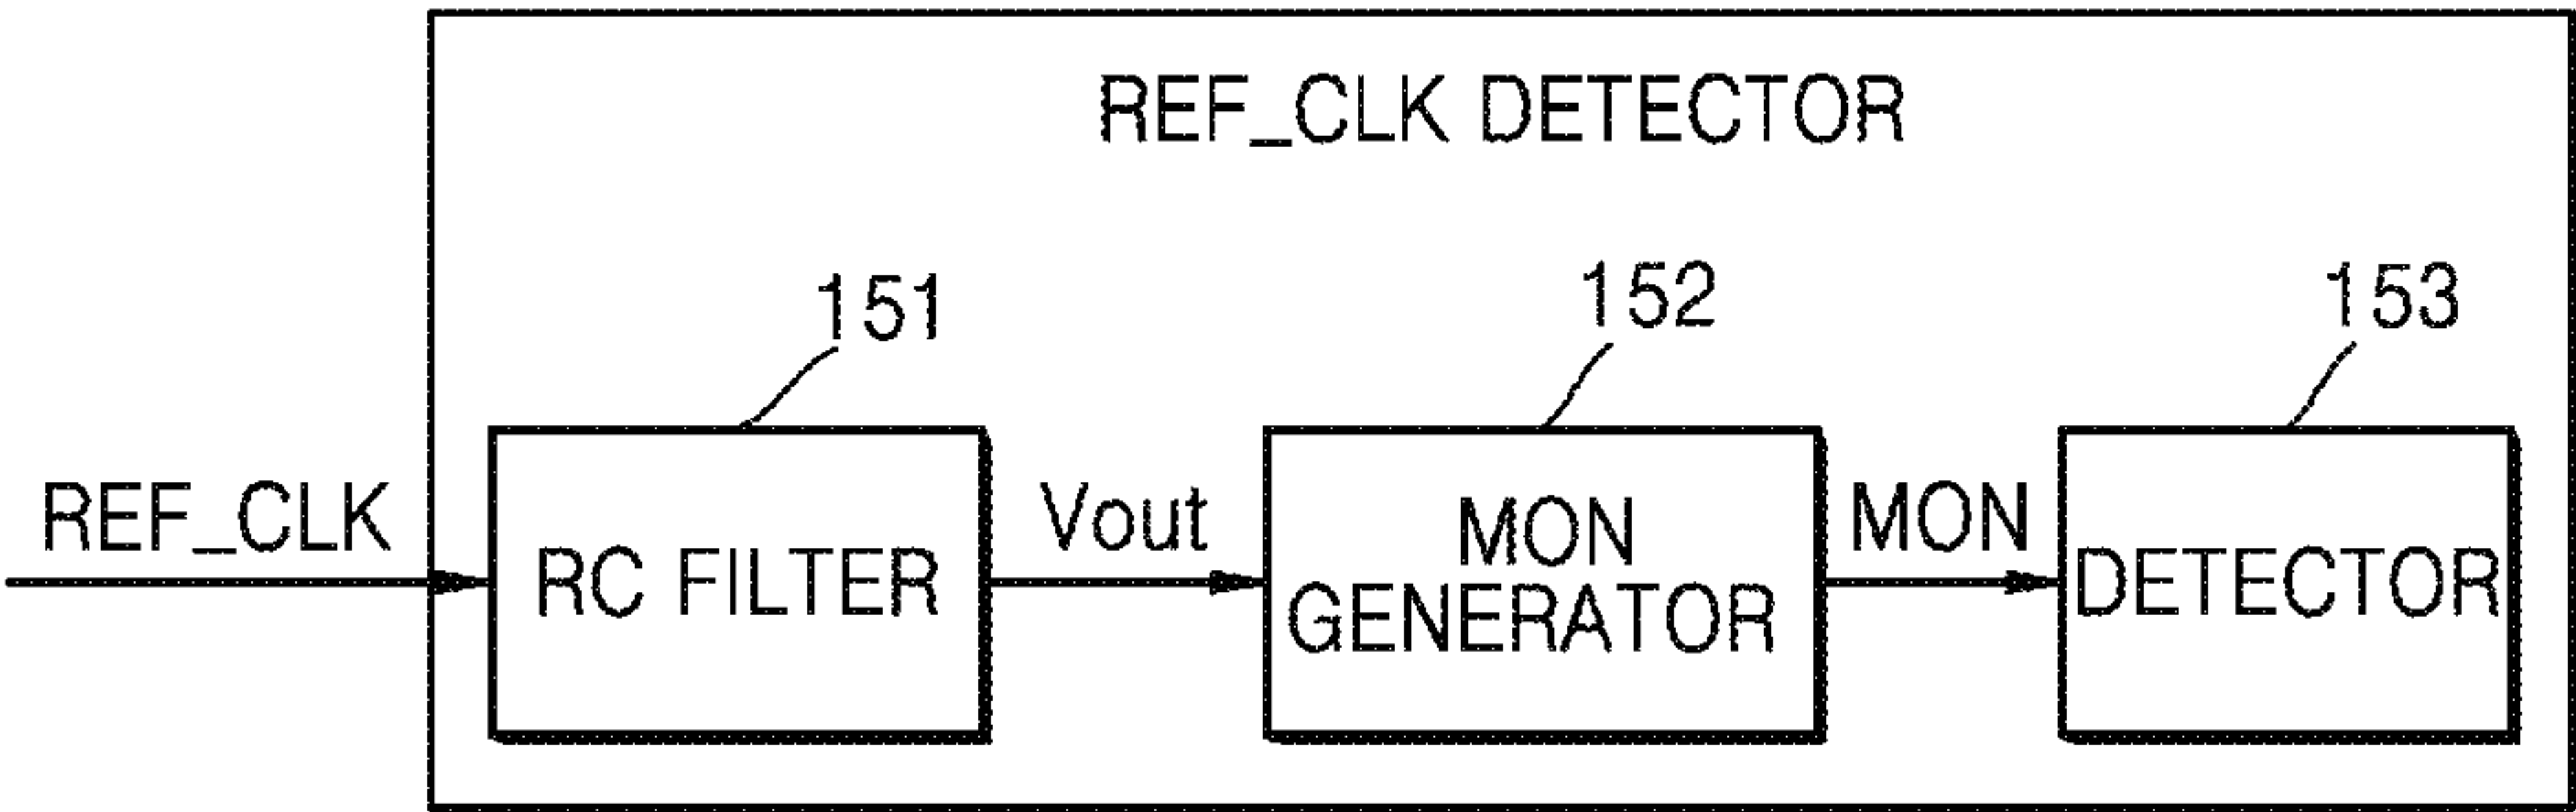 REF_CLK DETECTOR
151
152
153
REF_CLK
RC FILTER
Vout
MON
GENERATOR
MON
DETECTOR